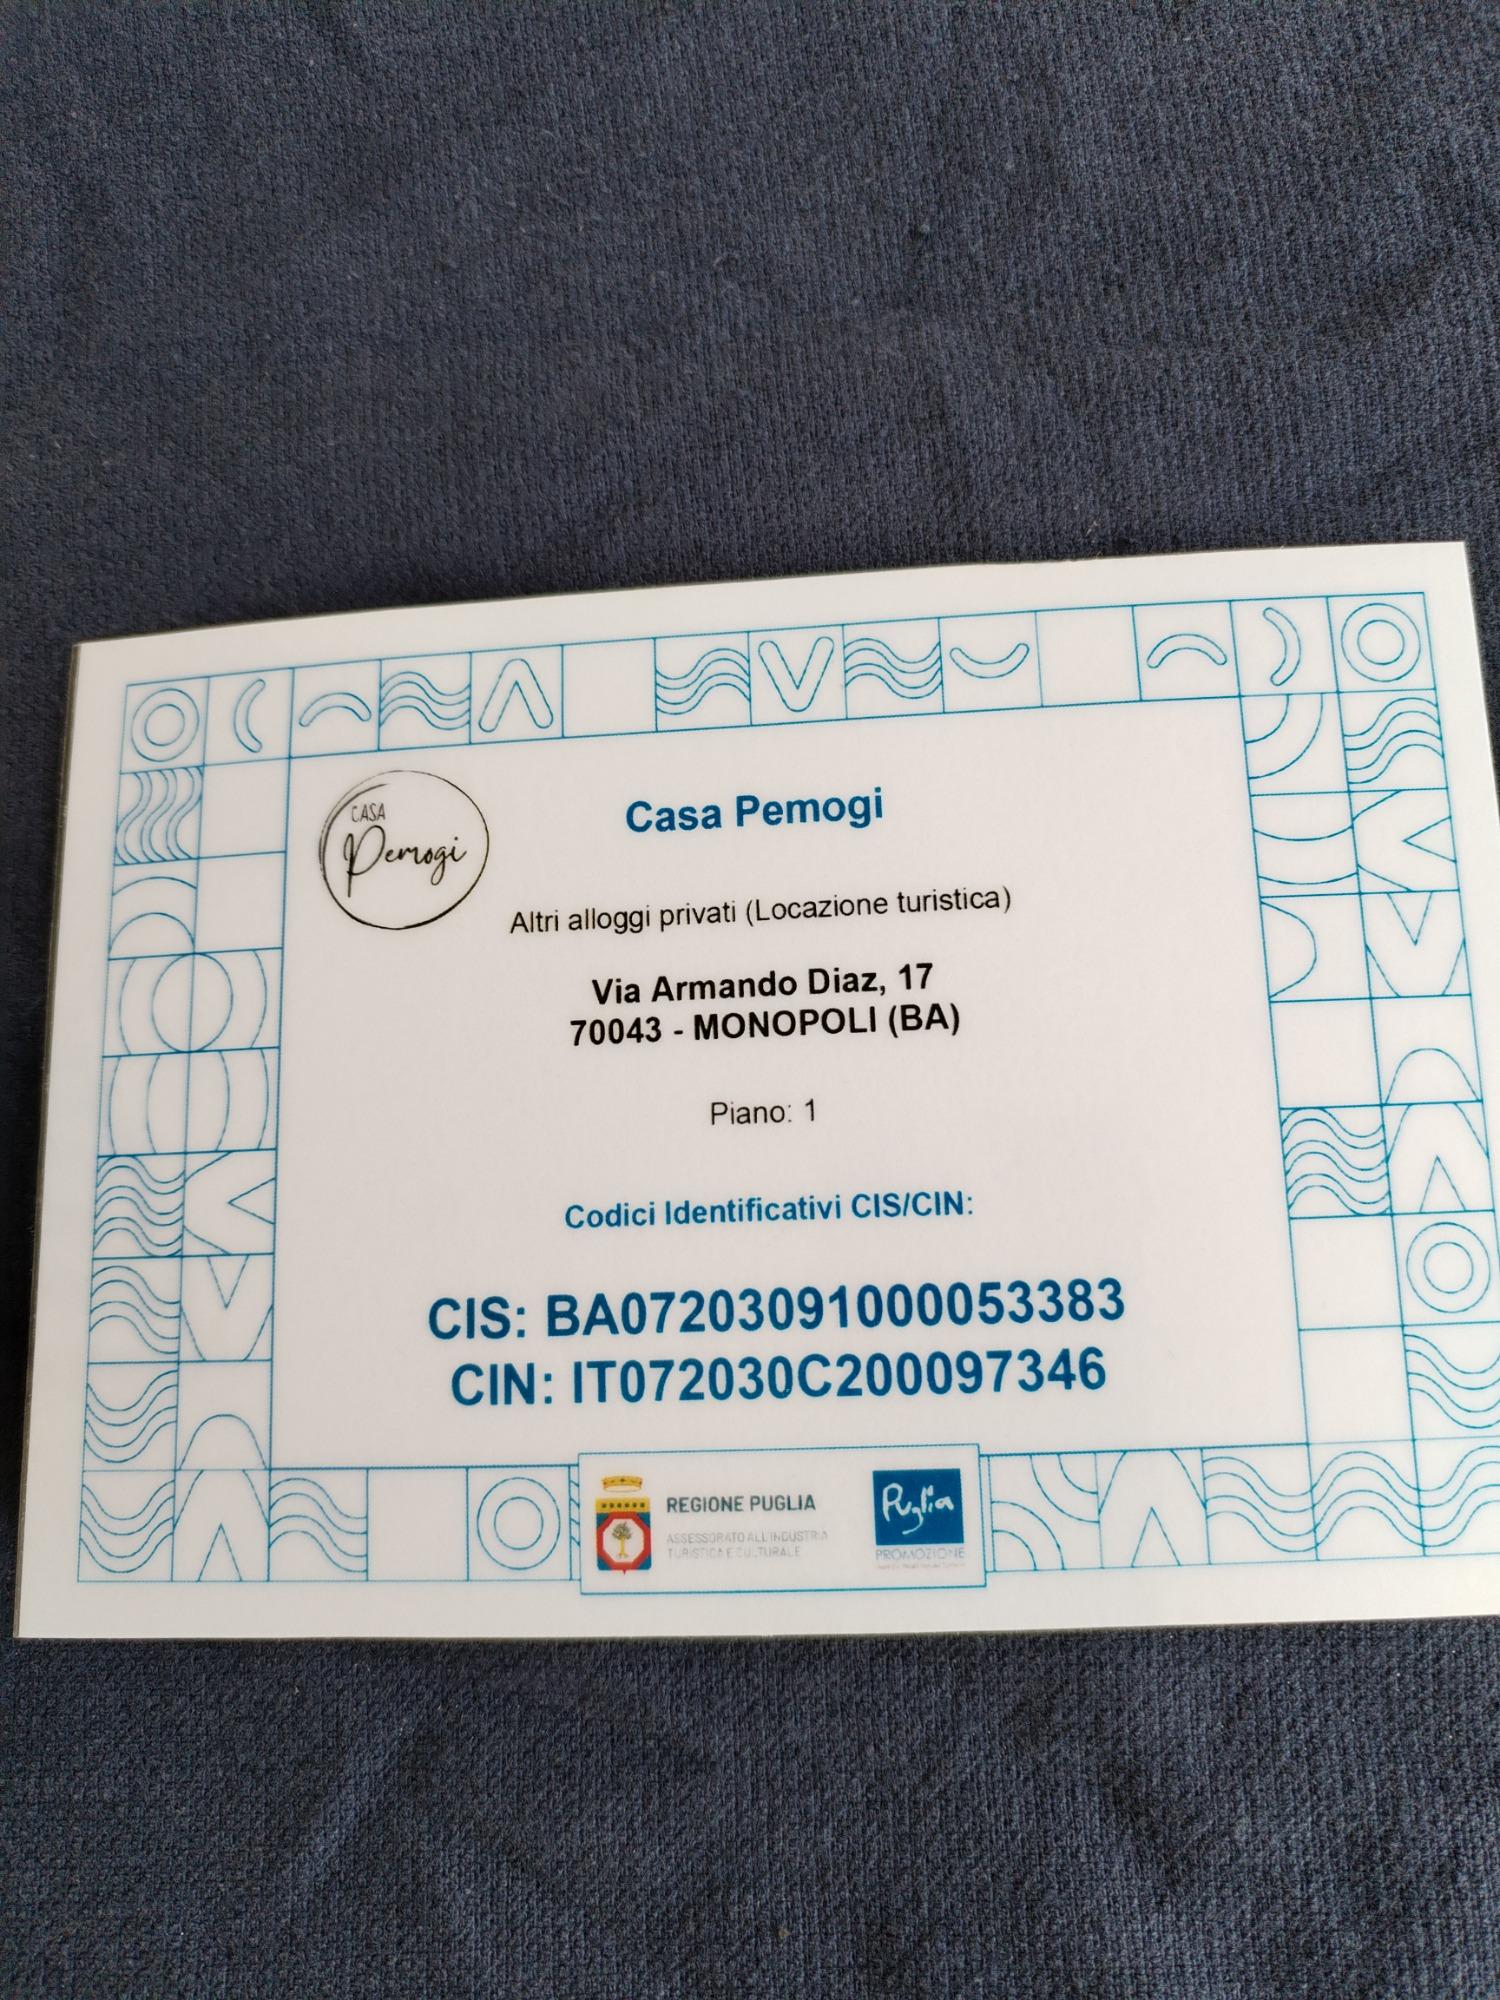 CASA
Pemogi
Casa Pemogi
Altri alloggi privati (Locazione turistica)
Via Armando Diaz, 17
70043 - MONOPOLI (BA)
Piano: 1
Codici Identificativi CIS/CIN:
CIS: BA07203091000053383
CIN: IT072030C200097346
REGIONE PUGLIA
ASSESSORATO ALL'INDUSTRIA
TURISTICA E CULTURALE
Puglia
PROMOZIONE